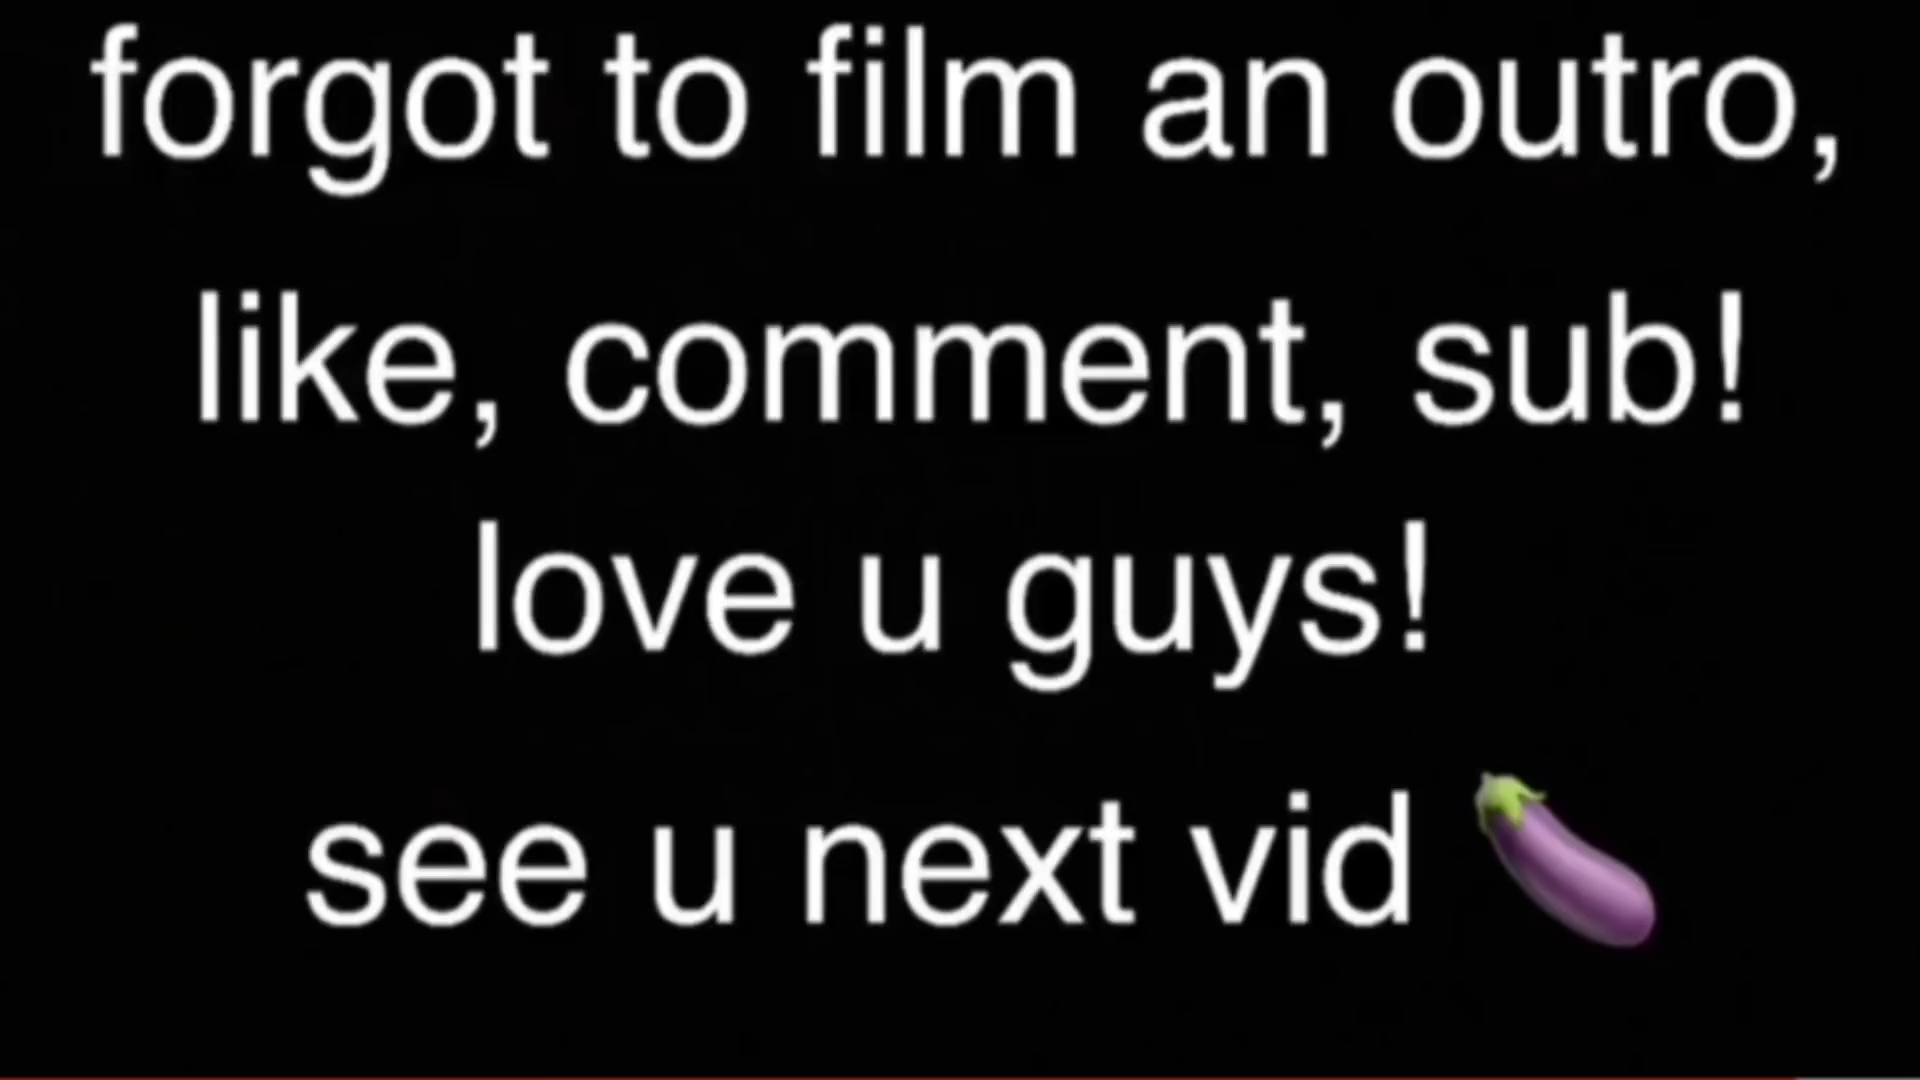 forgot to film an outro,
like, comment, sub!
love u guys!
see u next vid 🍆